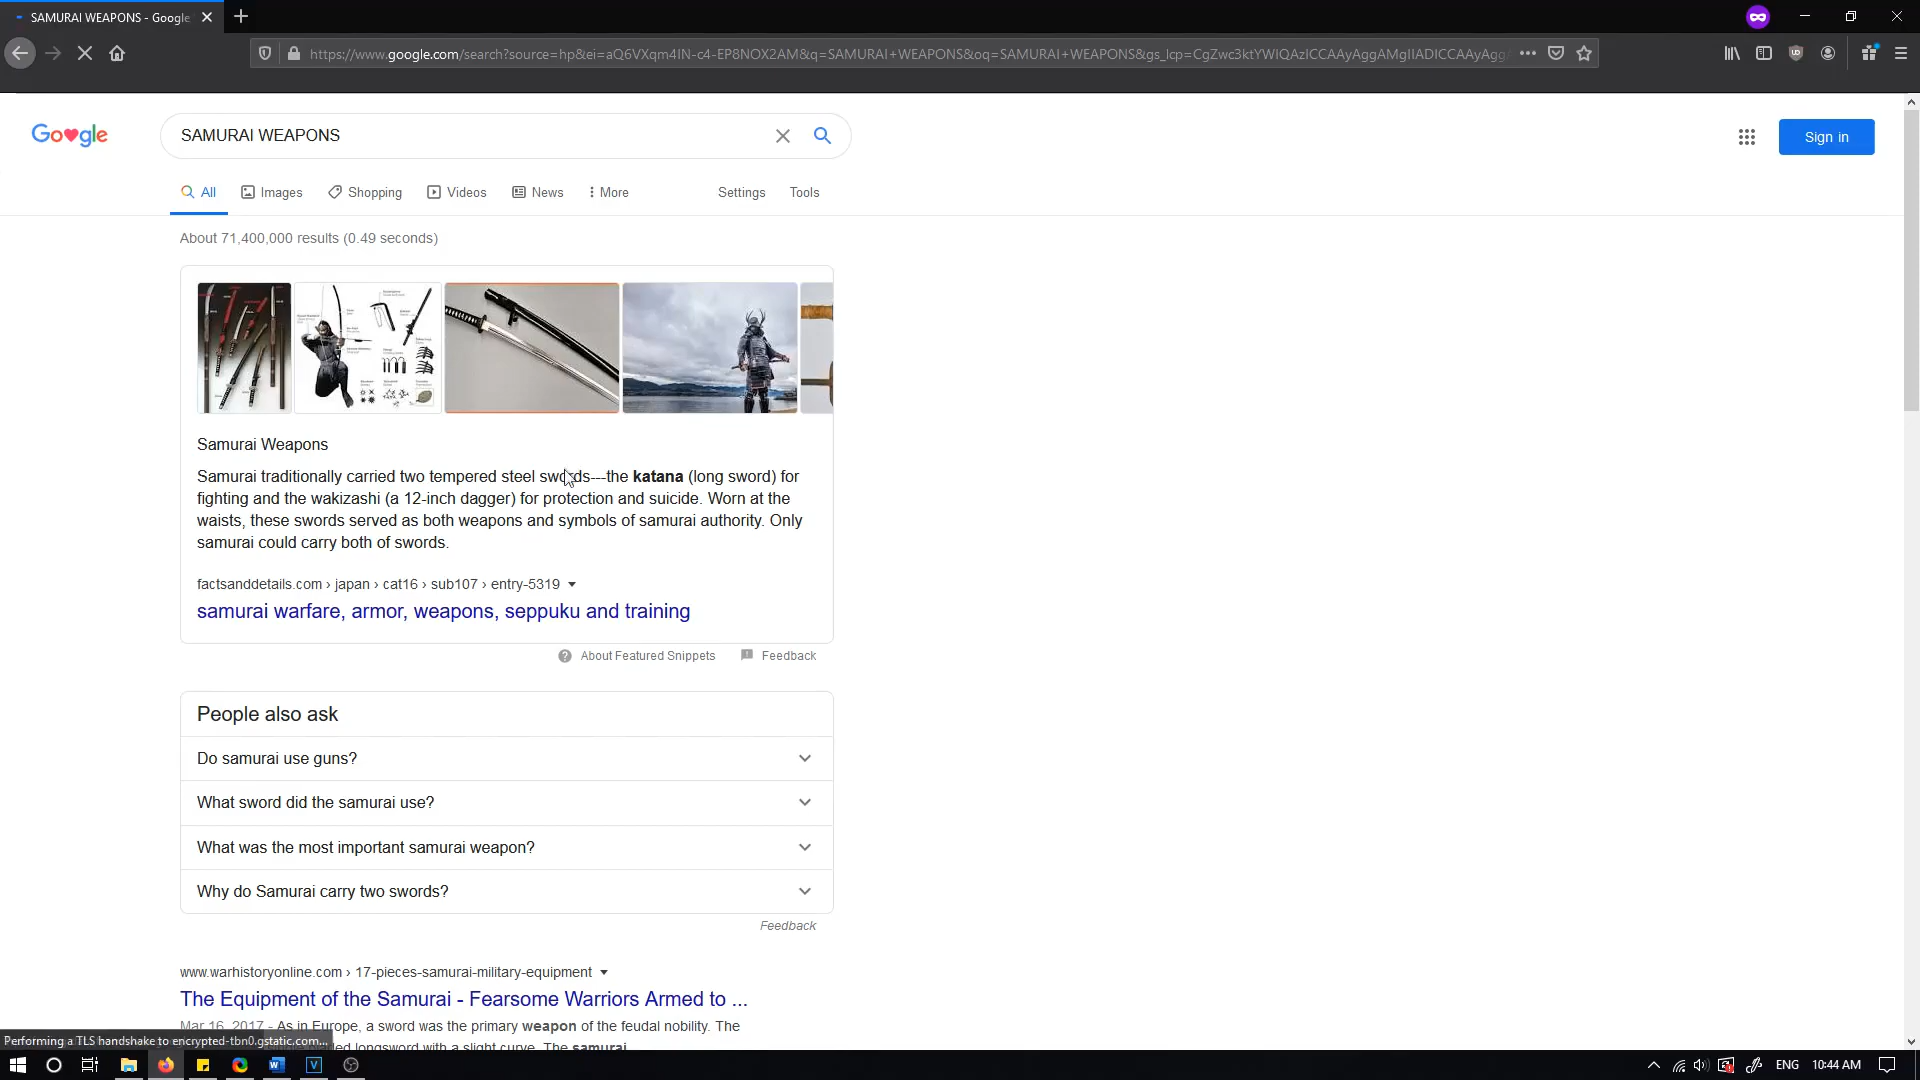 SAMURAI WEAPONS - Google
https://www.google.com/search?source=hp&ei=aQ6VXqm4IN-c4-EP8NOX2AM&q=SAMURAI+WEAPONS&oq=SAMURAI+WEAPONS&gs_lcp=CgZwc3ktYWIQAzICCAAyAggAMgIIADICCAAyAgg
Google
SAMURAI WEAPONS
Sign in
All Images Shopping Videos News More Settings Tools
About 71,400,000 results (0.49 seconds)
Samurai Weapons
Samurai traditionally carried two tempered steel swords---the katana (long sword) for
fighting and the wakizashi (a 12-inch dagger) for protection and suicide. Worn at the
waists, these swords served as both weapons and symbols of samurai authority. Only
samurai could carry both of swords.
factsanddetails.com › japan › cat16 › sub107 › entry-5319
samurai warfare, armor, weapons, seppuku and training
About Featured Snippets Feedback
People also ask
Do samurai use guns?
What sword did the samurai use?
What was the most important samurai weapon?
Why do Samurai carry two swords?
Feedback
www.warhistoryonline.com › 17-pieces-samurai-military-equipment
The Equipment of the Samurai - Fearsome Warriors Armed to ...
Mar 16, 2017 - As in Europe, a sword was the primary weapon of the feudal nobility. The
longsword with a slight curve. The samurai
Performing a TLS handshake to encrypted-tbn0.gstatic.com...
ENG 10:44 AM